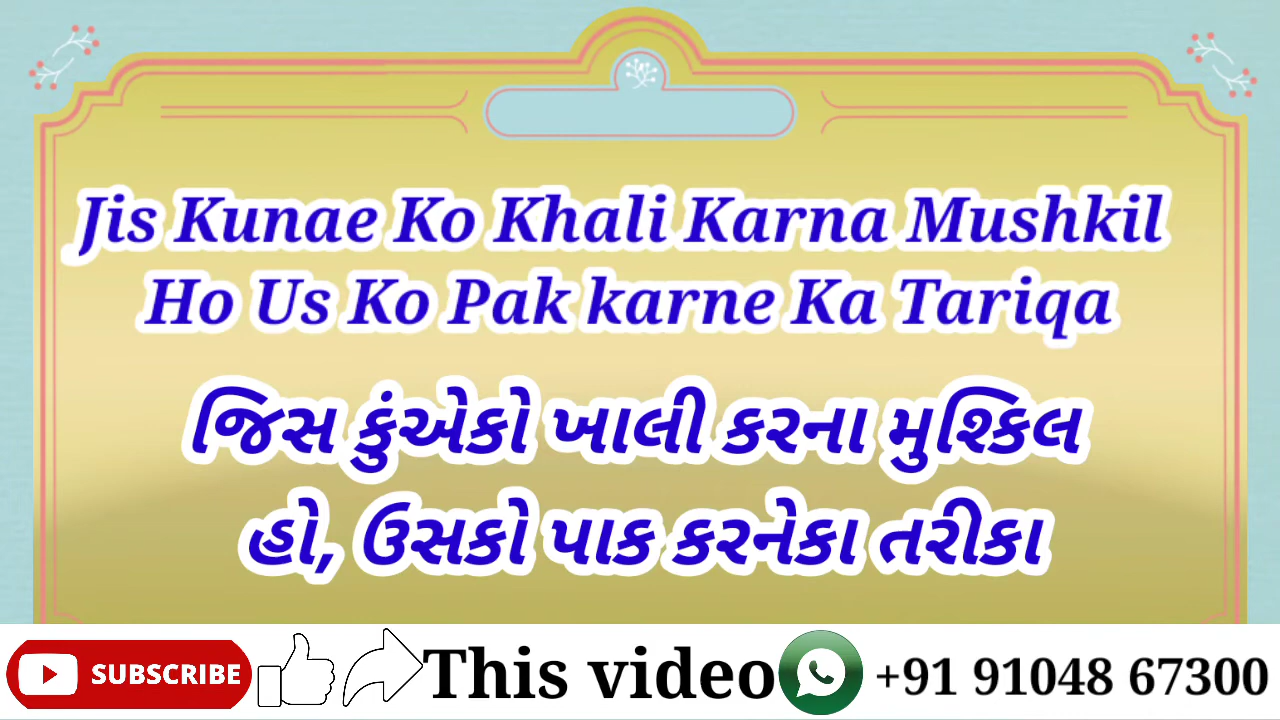 Jis Kunae Ko Khali Karna Mushkil
Ho Us Ko Pak karne Ka Tariqa
જિસ કુંએકો ખાલી કરના મુશ્કિલ
હો, ઉસકો પાક કરનેકા તરીકા
SUBSCRIBE This video +91 91048 67300